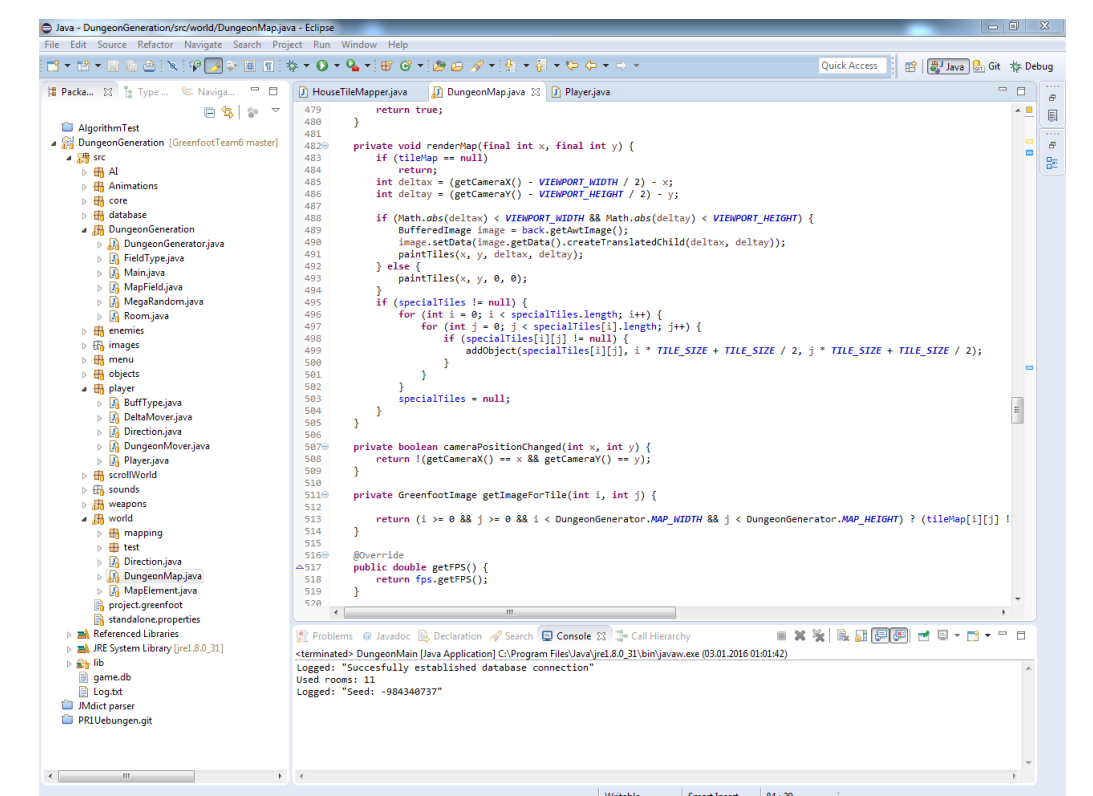 Java - DungeonGeneration/src/world/DungeonMap.java - Eclipse
File Edit Source Refactor Navigate Search Project Run Window Help
Quick Access
Java Git Debug
Packa... Type ... Naviga...
AlgorithmTest
DungeonGeneration [GreenfootTeam6 master]
src
AI
Animations
core
database
DungeonGeneration
DungeonGenerator.java
FieldType.java
Main.java
MapField.java
MegaRandom.java
Room.java
enemies
images
menu
objects
player
BuffType.java
DeltaMover.java
Direction.java
DungeonMover.java
Player.java
scrollWorld
sounds
weapons
world
mapping
test
Direction.java
DungeonMap.java
MapElement.java
project.greenfoot
standalone.properties
Referenced Libraries
JRE System Library [jre1.8.0_31]
lib
game.db
Log.txt
JMdict parser
PR1Uebungen.git
HouseTileMapper.java DungeonMap.java Player.java
479 return true;
480 }
481
482 private void renderMap(final int x, final int y) {
483 if (tileMap == null)
484 return;
485 int deltax = (getCameraX() - VIEWPORT_WIDTH / 2) - x;
486 int deltay = (getCameraY() - VIEWPORT_HEIGHT / 2) - y;
487
488 if (Math.abs(deltax) < VIEWPORT_WIDTH && Math.abs(deltay) < VIEWPORT_HEIGHT) {
489 BufferedImage image = back.getAwtImage();
490 image.setData(image.getData().createTranslatedChild(deltax, deltay));
491 paintTiles(x, y, deltax, deltay);
492 } else {
493 paintTiles(x, y, 0, 0);
494 }
495 if (specialTiles != null) {
496 for (int i = 0; i < specialTiles.length; i++) {
497 for (int j = 0; j < specialTiles[i].length; j++) {
498 if (specialTiles[i][j] != null) {
499 addObject(specialTiles[i][j], i * TILE_SIZE + TILE_SIZE / 2, j * TILE_SIZE + TILE_SIZE / 2);
500 }
501 }
502 }
503 specialTiles = null;
504 }
505 }
506
507 private boolean cameraPositionChanged(int x, int y) {
508 return !(getCameraX() == x && getCameraY() == y);
509 }
510
511 private GreenfootImage getImageForTile(int i, int j) {
512
513 return (i >= 0 && j >= 0 && i < DungeonGenerator.MAP_WIDTH && j < DungeonGenerator.MAP_HEIGHT) ? (tileMap[i][j] !
514 }
515
516 @Override
517 public double getFPS() {
518 return fps.getFPS();
519 }
520
Problems @ Javadoc Declaration Search Console Call Hierarchy
<terminated> DungeonMain [Java Application] C:\Program Files\Java\jre1.8.0_31\bin\javaw.exe (03.01.2016 01:01:42)
Logged: "Succesfully established database connection"
Used rooms: 11
Logged: "Seed: -984340737"